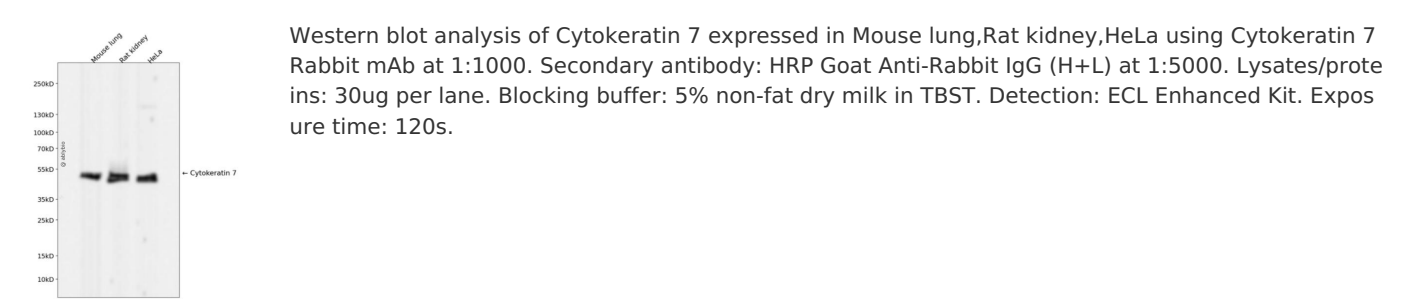 Mouse lung
Rat kidney
HeLa
250kD
130kD
100kD
70kD
55kD
35kD
25kD
15kD
10kD
@ abyboo
← Cytokeratin 7
Western blot analysis of Cytokeratin 7 expressed in Mouse lung,Rat kidney,HeLa using Cytokeratin 7
Rabbit mAb at 1:1000. Secondary antibody: HRP Goat Anti-Rabbit IgG (H+L) at 1:5000. Lysates/prote
ins: 30ug per lane. Blocking buffer: 5% non-fat dry milk in TBST. Detection: ECL Enhanced Kit. Expos
ure time: 120s.